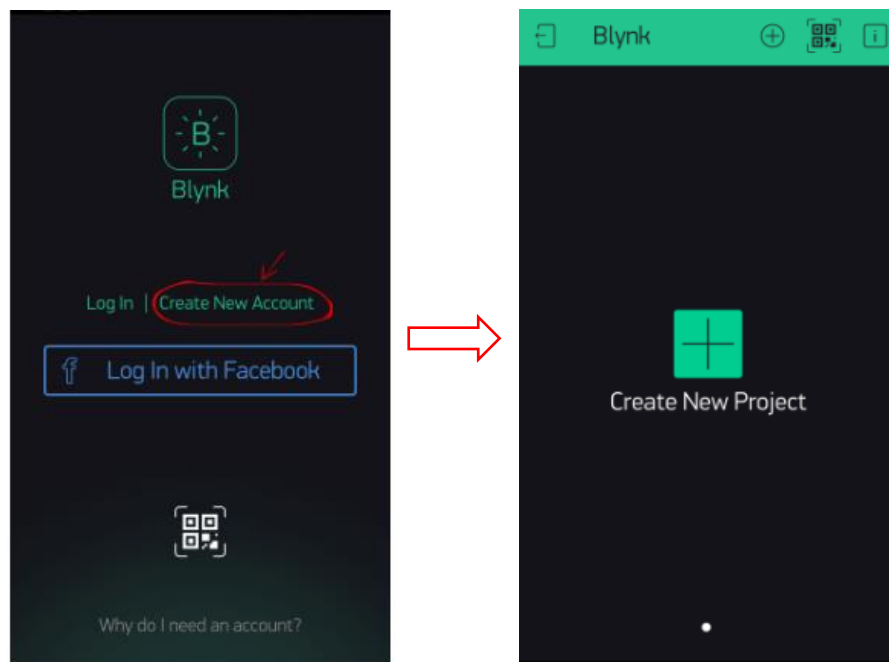 B
Blynk
Log In | Create New Account
f Log In with Facebook
Why do I need an account?
Blynk
i
Create New Project